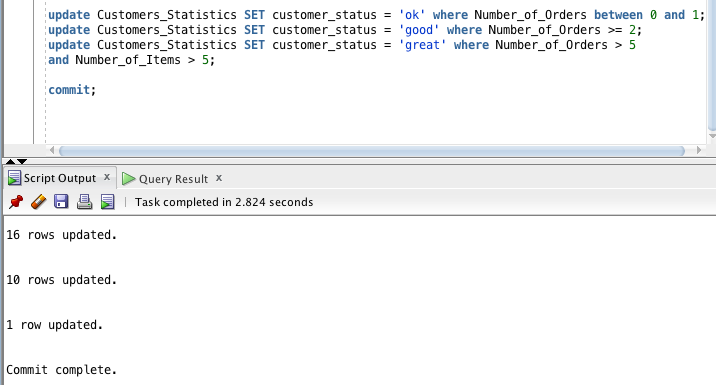 update Customers_Statistics SET customer_status = 'ok' where Number_of_Orders between 0 and 1;
update Customers_Statistics SET customer_status = 'good' where Number_of_Orders >= 2;
update Customers_Statistics SET customer_status = 'great' where Number_of_Orders > 5
and Number_of_Items > 5;
commit;
Script Output x Query Result x
Task completed in 2.824 seconds
16 rows updated.
10 rows updated.
1 row updated.
Commit complete.